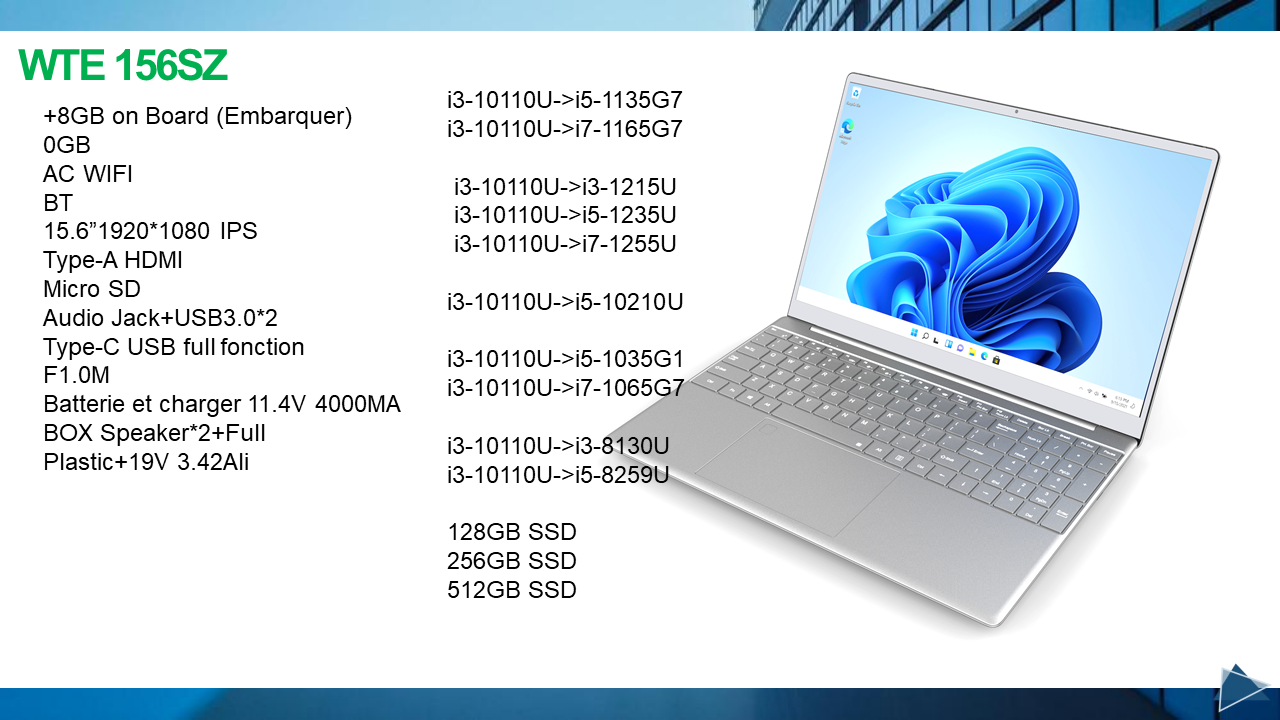 WTE 156SZ
+8GB on Board (Embarquer)
0GB
AC WIFI
BT
15.6”1920*1080 IPS
Type-A HDMI
Micro SD
Audio Jack+USB3.0*2
Type-C USB full fonction
F1.0M
Batterie et charger 11.4V 4000MA
BOX Speaker*2+Full
Plastic+19V 3.42Ali
i3-10110U->i5-1135G7
i3-10110U->i7-1165G7
i3-10110U->i3-1215U
i3-10110U->i5-1235U
i3-10110U->i7-1255U
i3-10110U->i5-10210U
i3-10110U->i5-1035G1
i3-10110U->i7-1065G7
i3-10110U->i3-8130U
i3-10110U->i5-8259U
128GB SSD
256GB SSD
512GB SSD